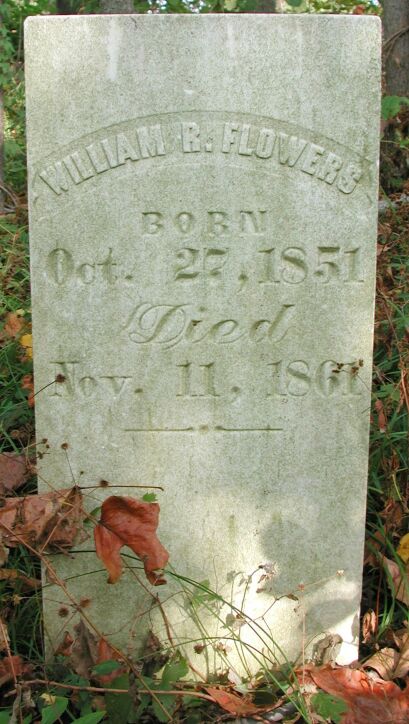 WILLIAM R. FLOWERS
BORN
Oct. 27, 1851
Died
Nov. 11, 1861